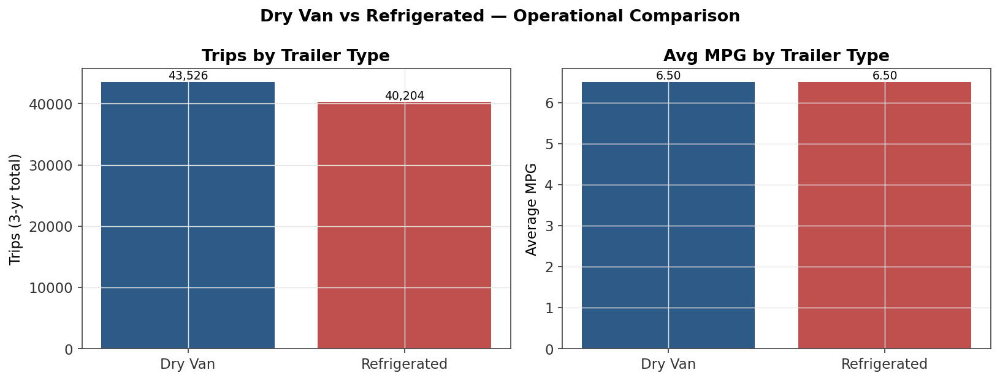 Dry Van vs Refrigerated — Operational Comparison
Trips by Trailer Type
Trips (3-yr total)
40000
30000
20000
10000
0
43,526
40,204
Dry Van
Refrigerated
Avg MPG by Trailer Type
Average MPG
6
5
4
3
2
1
0
6.50
6.50
Dry Van
Refrigerated